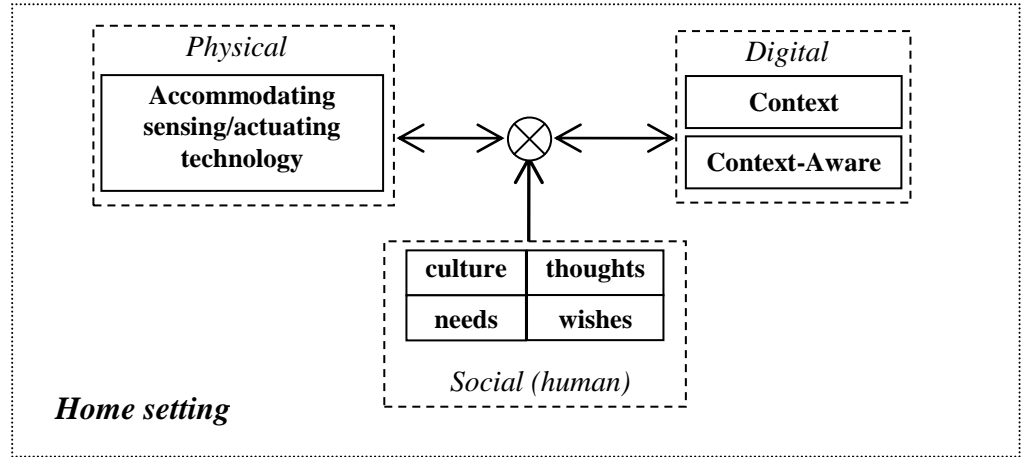 Physical
Accommodating
sensing/actuating
technology
Digital
Context
Context-Aware
culture
thoughts
needs
wishes
Social (human)
Home setting